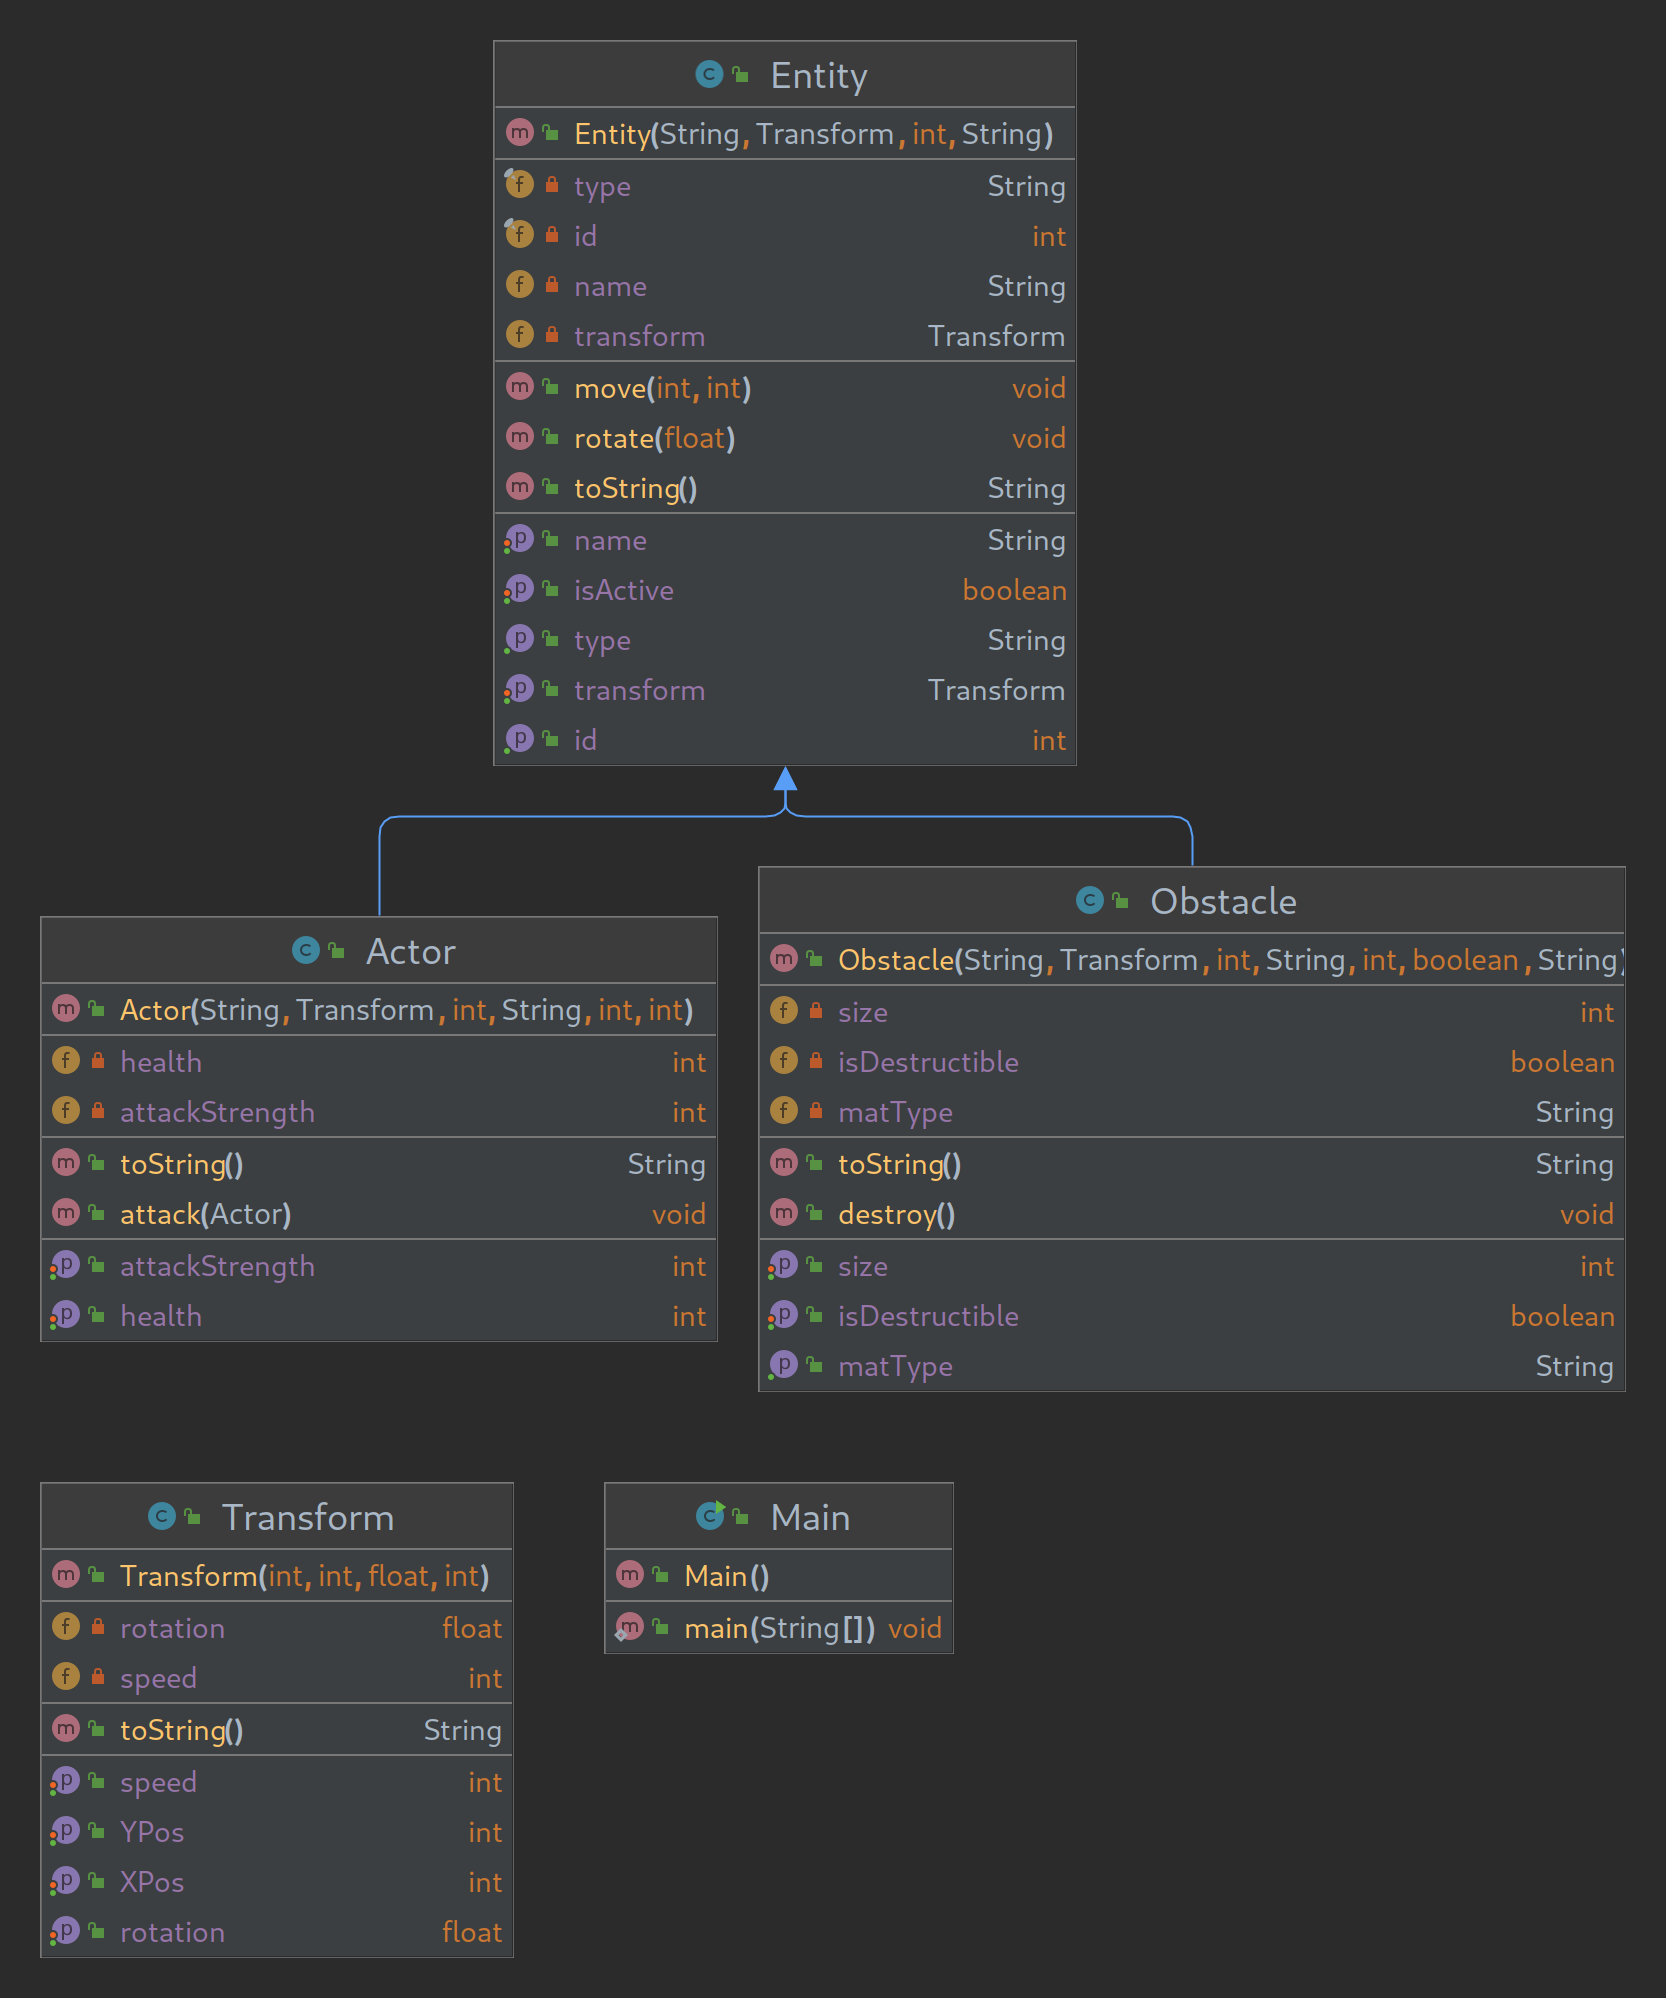 Entity
Entity(String, Transform, int, String)
type String
id int
name String
transform Transform
move(int, int) void
rotate(float) void
toString() String
name String
isActive boolean
type String
transform Transform
id int
Actor
Actor(String, Transform, int, String, int, int)
health int
attackStrength int
toString() String
attack(Actor) void
attackStrength int
health int
Obstacle
Obstacle(String, Transform, int, String, int, boolean, String)
size int
isDestructible boolean
matType String
toString() String
destroy() void
size int
isDestructible boolean
matType String
Transform
Transform(int, int, float, int)
rotation float
speed int
toString() String
speed int
YPos int
XPos int
rotation float
Main
Main()
main(String[]) void